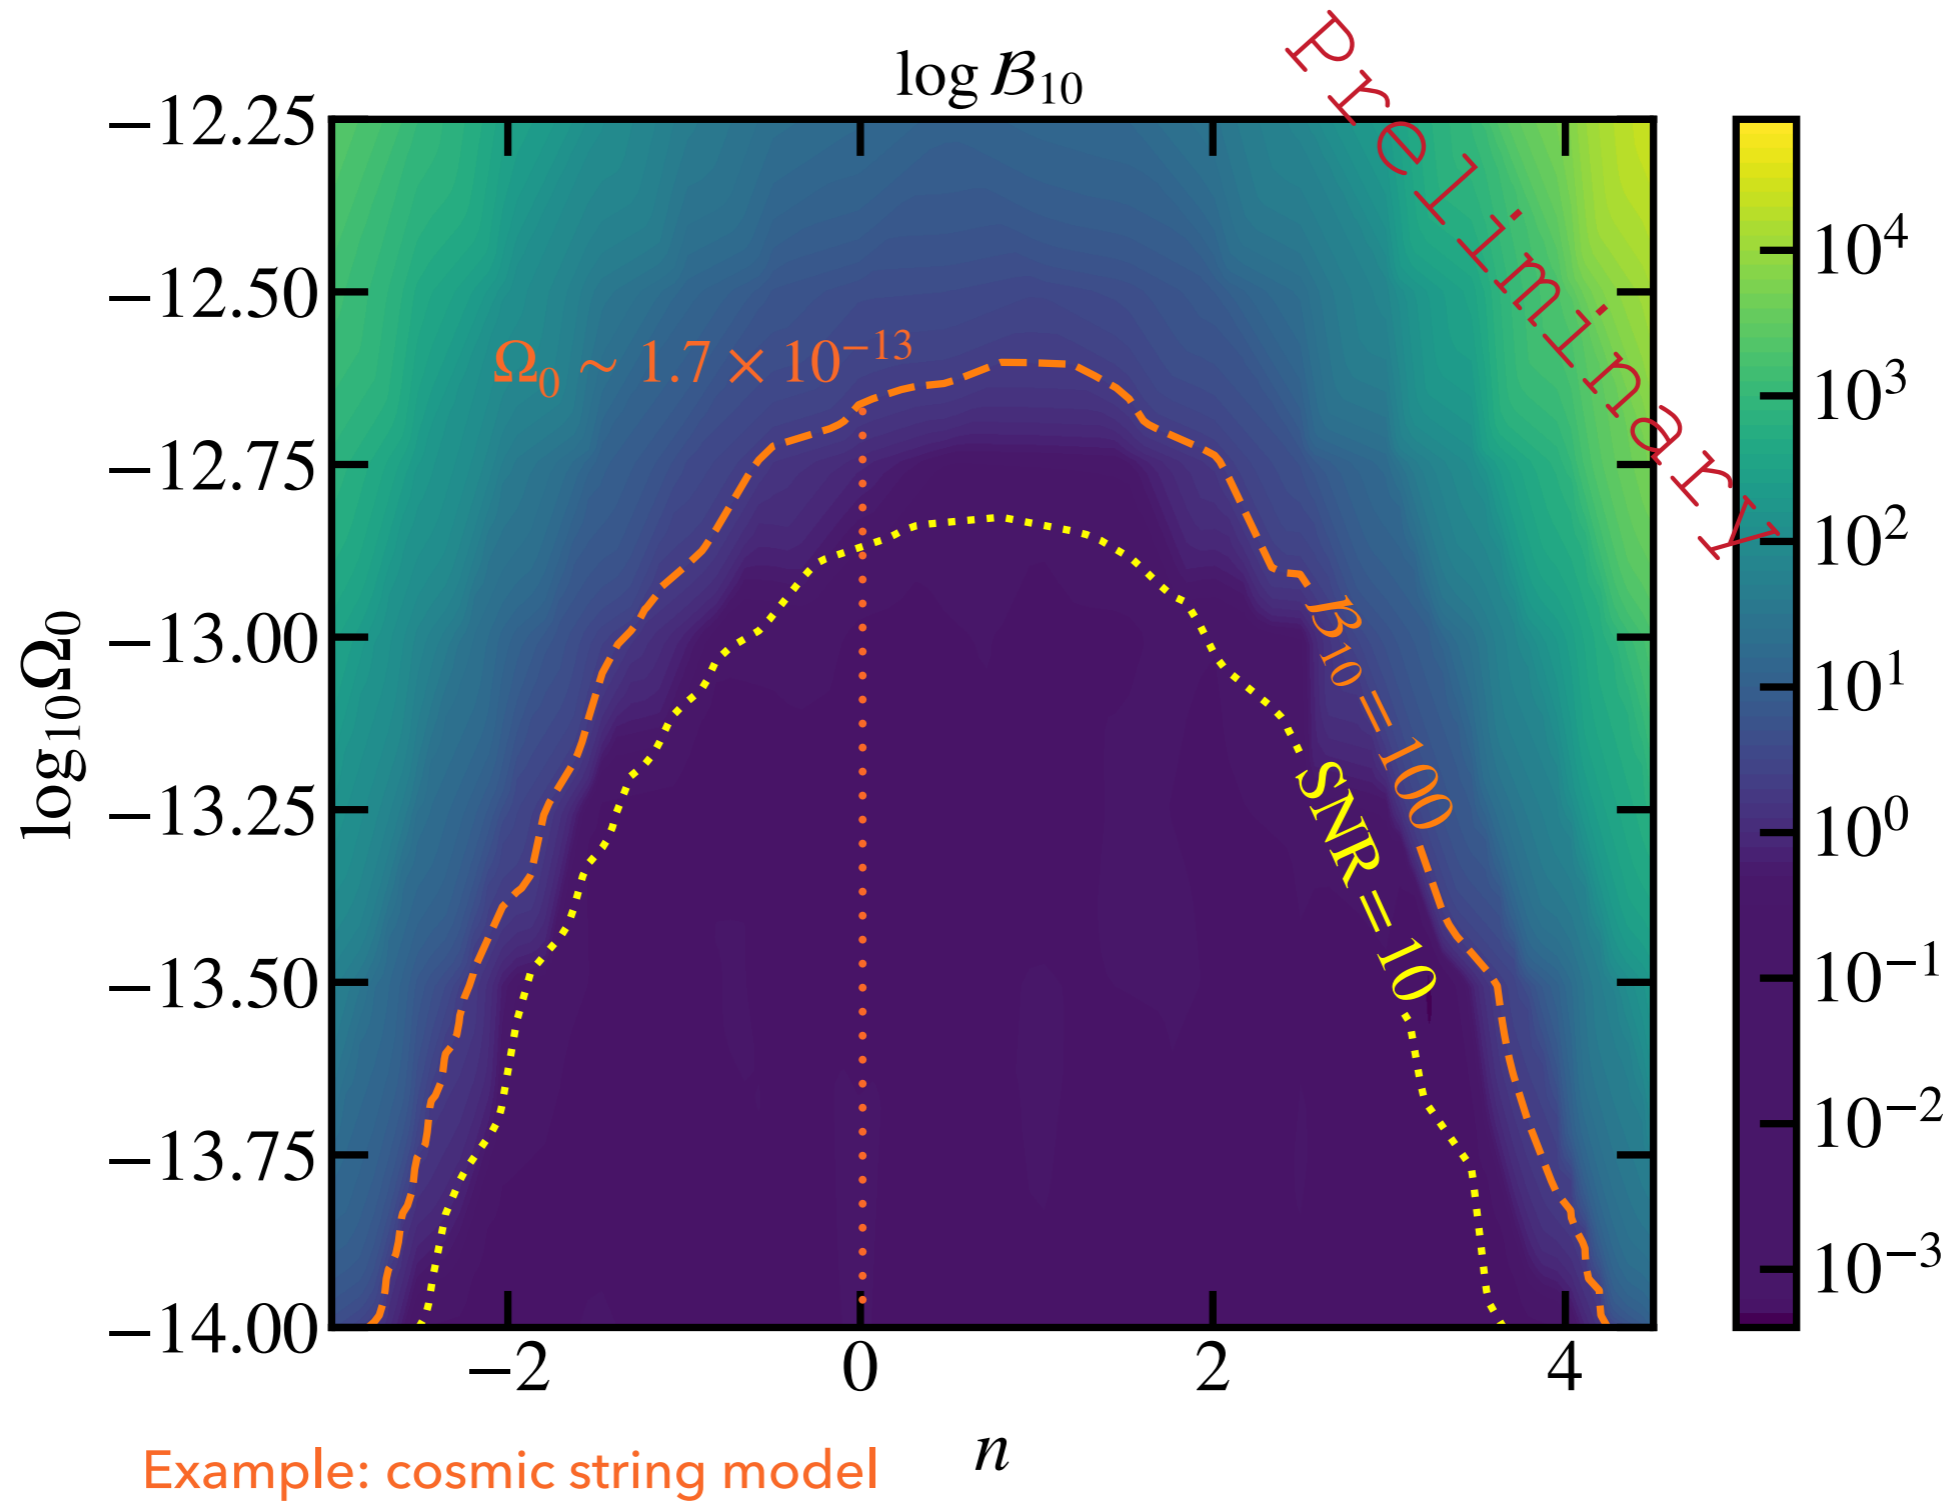 log 𝓑₁₀
Preliminary
−12.25
−12.50
−12.75
−13.00
−13.25
−13.50
−13.75
−14.00
log₁₀Ω₀
Ω₀ ∼ 1.7 × 10⁻¹³
𝓑₁₀ = 100
SNR = 10
10⁴
10³
10²
10¹
10⁰
10⁻¹
10⁻²
10⁻³
−2 0 2 4
n
Example: cosmic string model